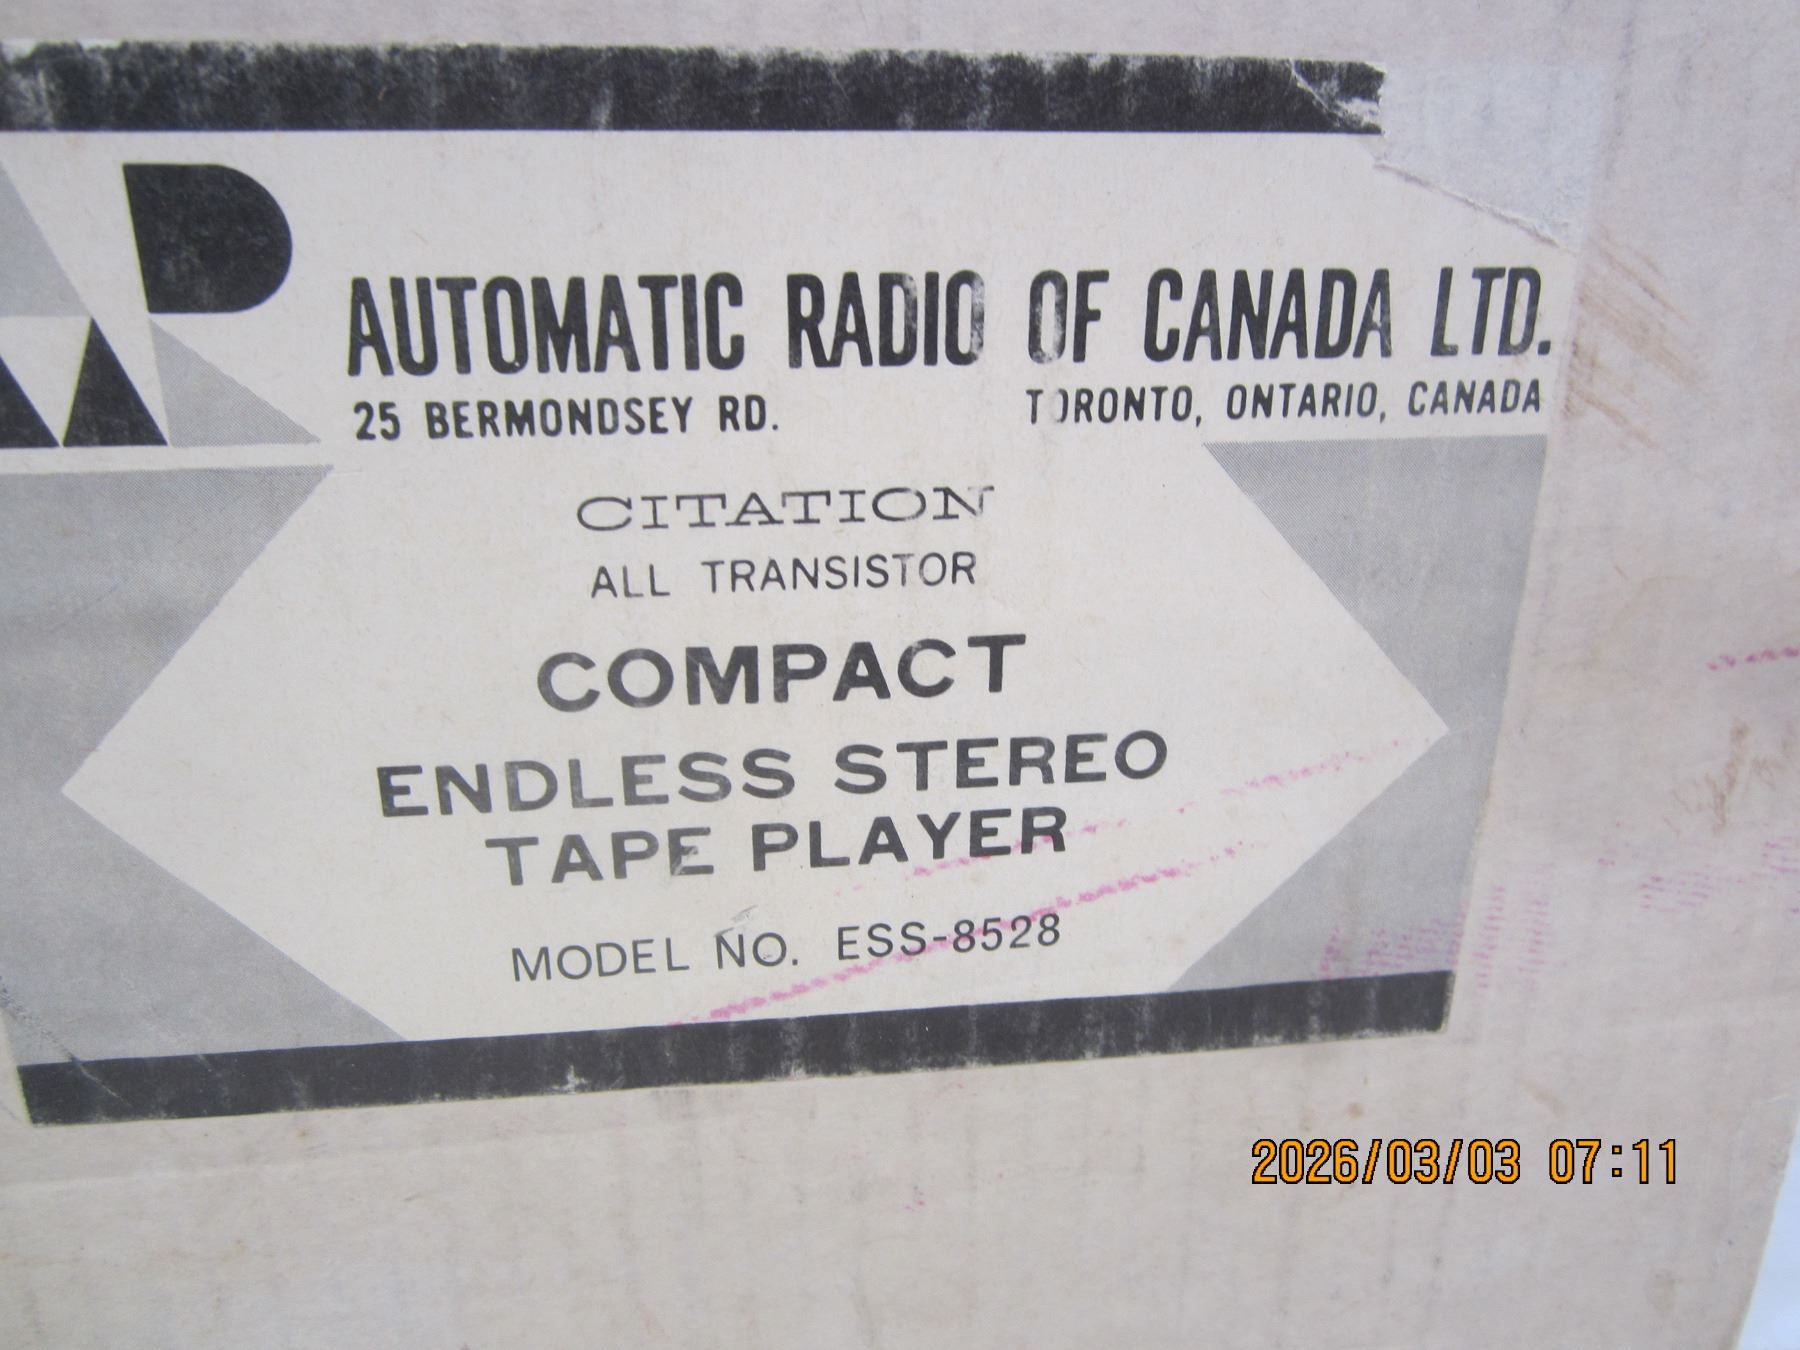 AUTOMATIC RADIO OF CANADA LTD.
25 BERMONDSEY RD. TORONTO, ONTARIO, CANADA
CITATION
ALL TRANSISTOR
COMPACT
ENDLESS STEREO
TAPE PLAYER
MODEL NO. ESS-8528
2026/03/03 07:11